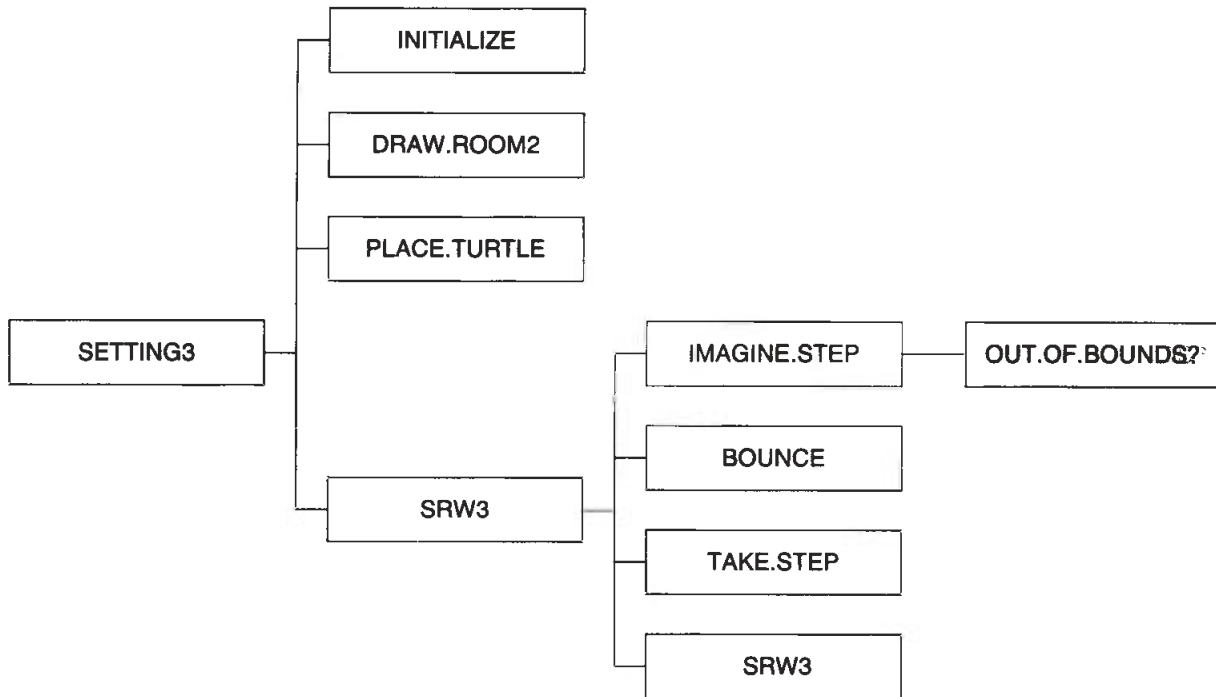 INITIALIZE
DRAW.ROOM2
PLACE.TURTLE
SETTING3
IMAGINE.STEP
OUT.OF.BOUNDS?
BOUNCE
SRW3
TAKE.STEP
SRW3